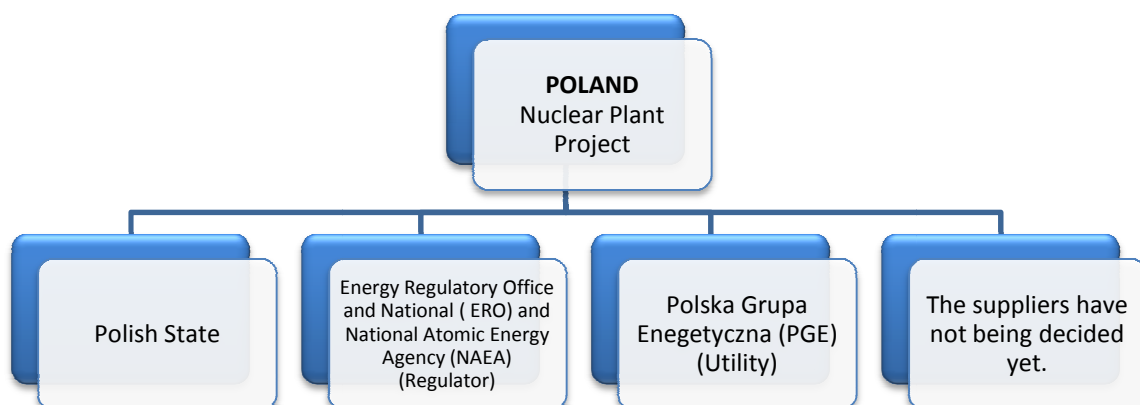 POLAND
Nuclear Plant
Project
Polish State
Energy Regulatory Office
and National ( ERO) and
National Atomic Energy
Agency (NAEA)
(Regulator)
Polska Grupa
Enegetyczna (PGE)
(Utility)
The suppliers have
not being decided
yet.